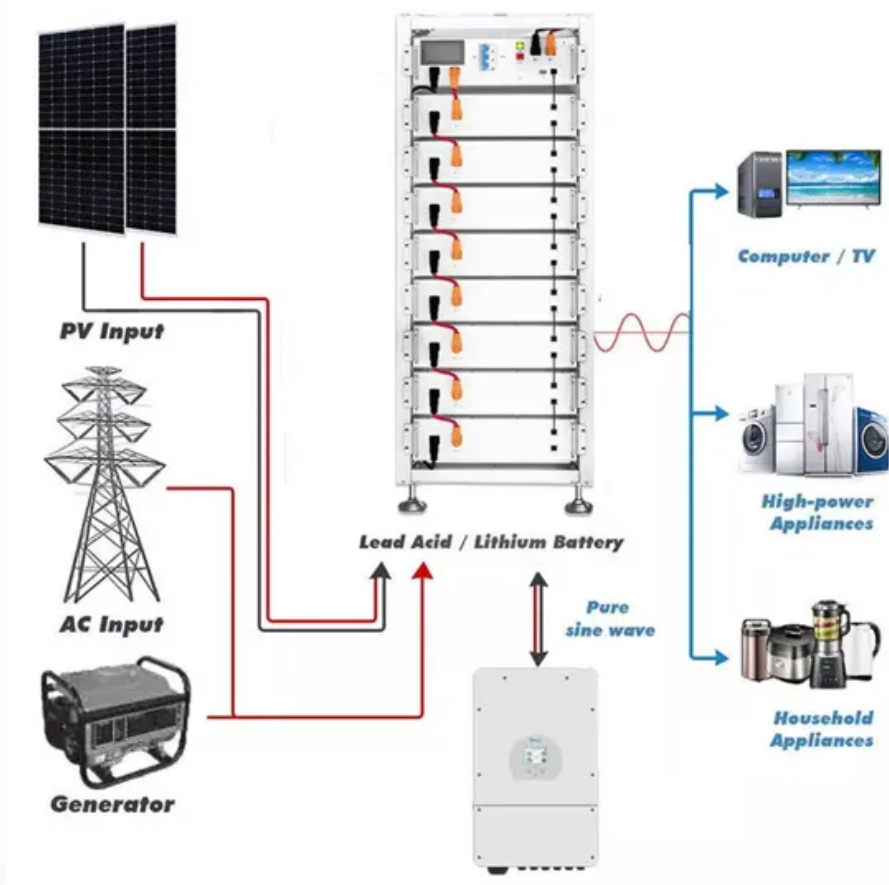 PV Input
Computer / TV
High-power
Appliances
Lead Acid / Lithium Battery
AC Input
Pure
sine wave
Household
Appliances
Generator